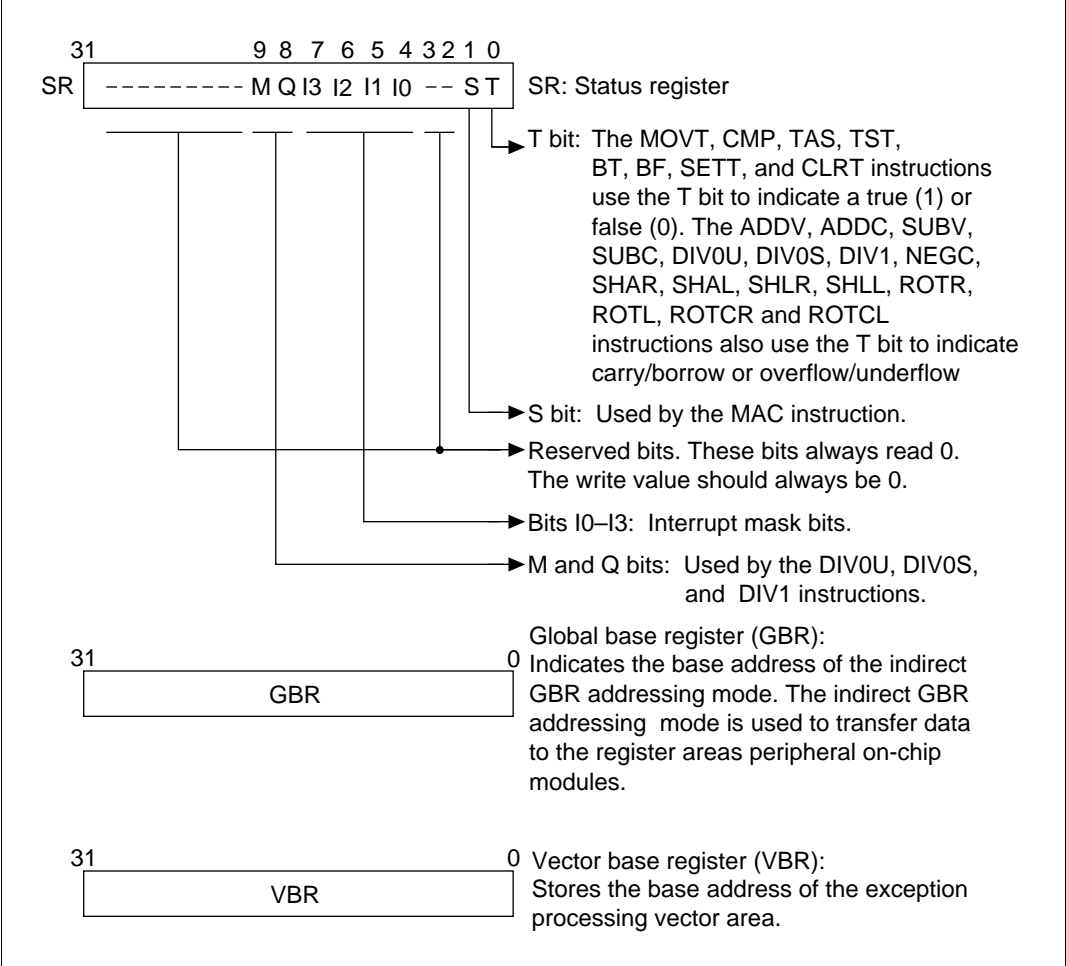 31 9 8 7 6 5 4 3 2 1 0
SR --------- M Q I3 I2 I1 I0 -- S T SR: Status register
T bit: The MOVT, CMP, TAS, TST,
BT, BF, SETT, and CLRT instructions
use the T bit to indicate a true (1) or
false (0). The ADDV, ADDC, SUBV,
SUBC, DIV0U, DIV0S, DIV1, NEGC,
SHAR, SHAL, SHLR, SHLL, ROTR,
ROTL, ROTCR and ROTCL
instructions also use the T bit to indicate
carry/borrow or overflow/underflow
S bit: Used by the MAC instruction.
Reserved bits. These bits always read 0.
The write value should always be 0.
Bits I0–I3: Interrupt mask bits.
M and Q bits: Used by the DIV0U, DIV0S,
and DIV1 instructions.
Global base register (GBR):
31 0 Indicates the base address of the indirect
GBR GBR addressing mode. The indirect GBR
addressing mode is used to transfer data
to the register areas peripheral on-chip
modules.
31 0 Vector base register (VBR):
VBR Stores the base address of the exception
processing vector area.